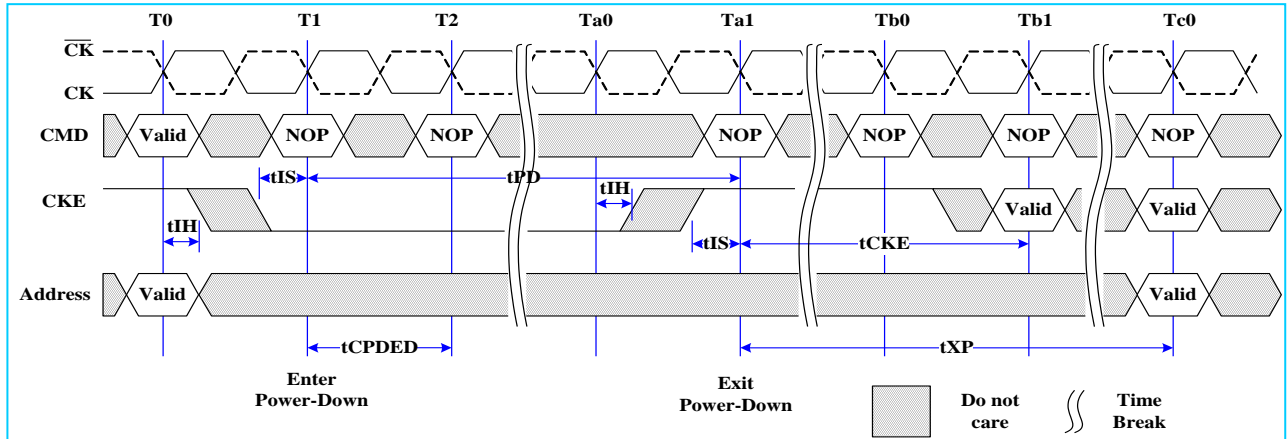 T0 T1 T2 Ta0 Ta1 Tb0 Tb1 Tc0
CK
CK
CMD Valid NOP NOP NOP NOP NOP NOP
tIS tPD tIH
CKE Valid Valid
tIH tIS tCKE
Address Valid Valid
tCPDED tXP
Enter
Power-Down
Exit
Power-Down
Do not
care
Time
Break